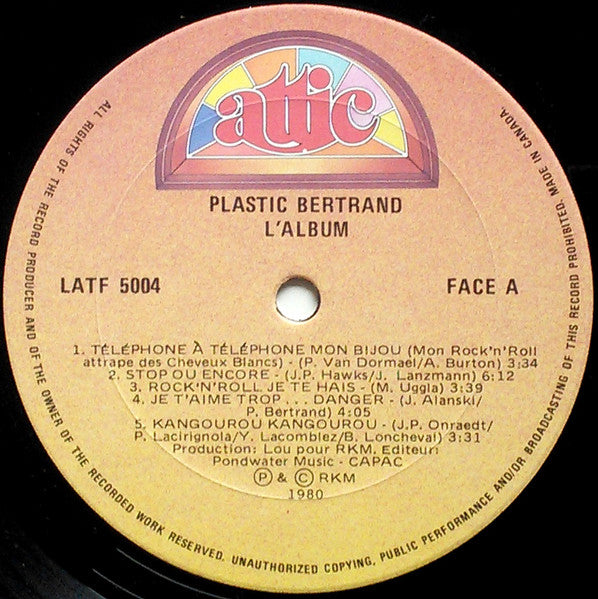 attic
PLASTIC BERTRAND
L'ALBUM
LATF 5004
FACE A
1. TÉLÉPHONE À TÉLÉPHONE MON BIJOU (Mon Rock'n'Roll
attrape des Cheveux Blancs) - (P. Van Dormael/A. Burton) 3:34
2. STOP OU ENCORE - (J.P. Hawks/J. Lanzmann) 6:12
3. ROCK'N'ROLL JE TE HAIS - (M. Uggla) 3:39
4. JE T'AIME TROP . . . DANGER - (J. Alanski/
P. Bertrand) 4:05
5. KANGOUROU KANGOUROU - (J.P. Onraedt/
P. Lacirignola/Y. Lacomblez/B. Loncheval) 3:31
Production: Lou pour RKM. Editeur:
Pondwater Music - CAPAC
Ⓟ & © RKM
1980
ALL RIGHTS OF THE RECORD PRODUCER AND OF THE OWNER OF THE RECORDED WORK RESERVED. UNAUTHORIZED COPYING, PUBLIC PERFORMANCE AND/OR BROADCASTING OF THIS RECORD PROHIBITED. MADE IN CANADA.